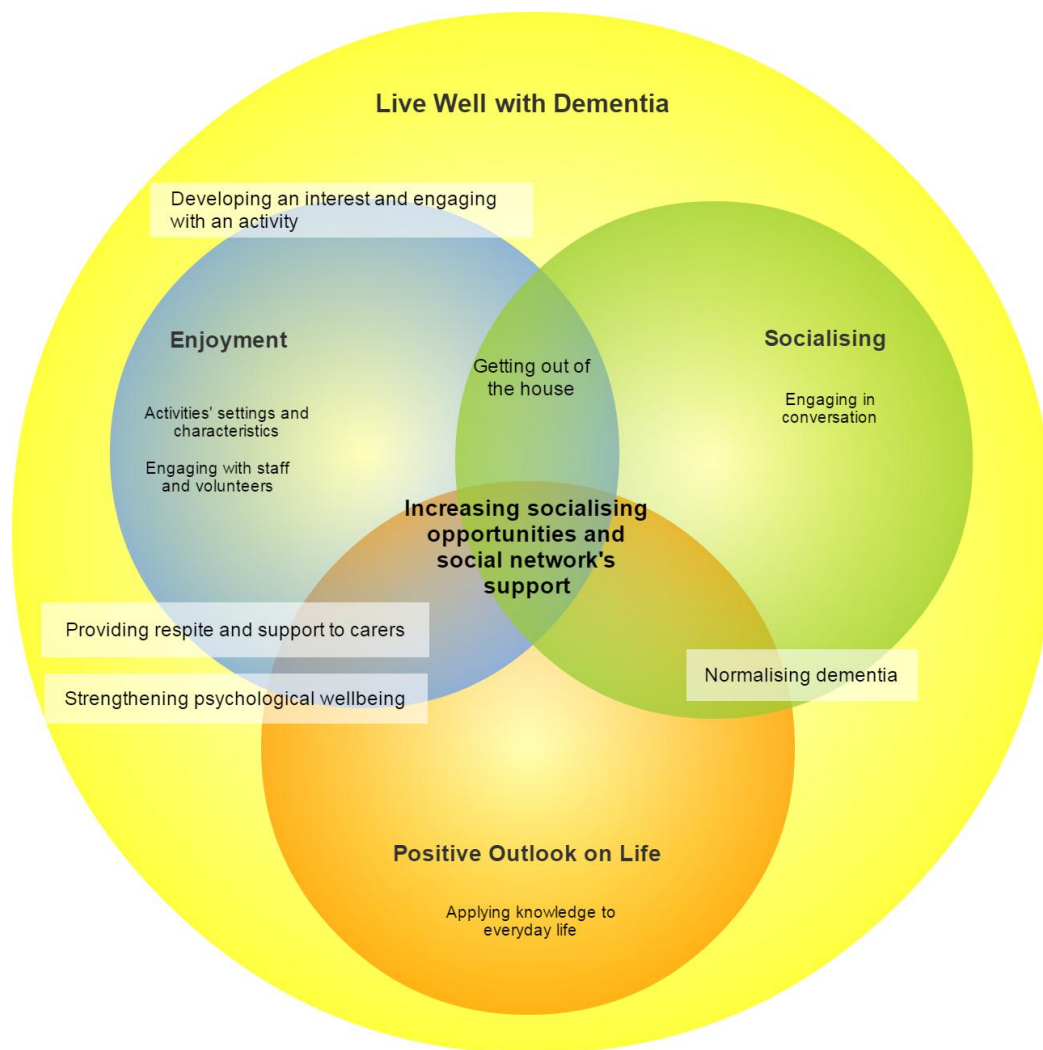 Live Well with Dementia
Developing an interest and engaging
with an activity
Enjoyment
Activities' settings and
characteristics
Engaging with staff
and volunteers
Getting out of
the house
Socialising
Engaging in
conversation
Increasing socialising
opportunities and
social network's
support
Providing respite and support to carers
Strengthening psychological wellbeing
Normalising dementia
Positive Outlook on Life
Applying knowledge to
everyday life